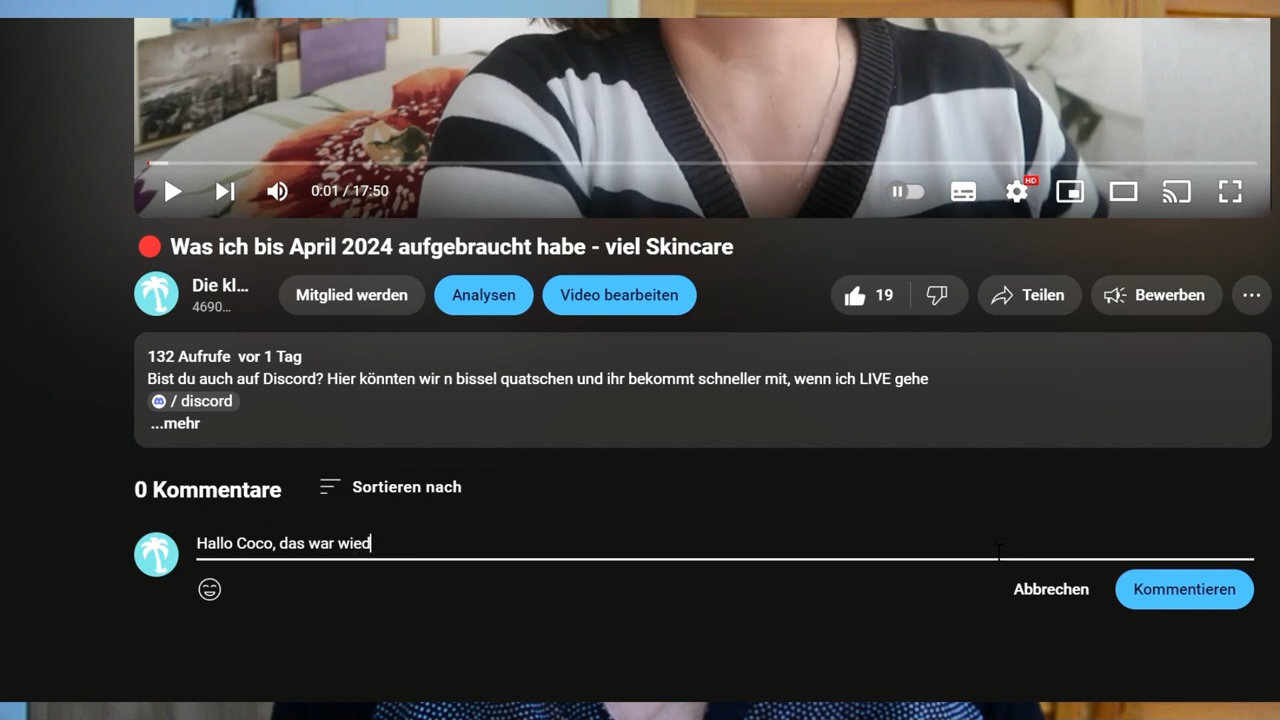 0:01 / 17:50
HD
🔴 Was ich bis April 2024 aufgebraucht habe - viel Skincare
Die kl...
4690...
Mitglied werden
Analysen
Video bearbeiten
19
Teilen
Bewerben
132 Aufrufe vor 1 Tag
Bist du auch auf Discord? Hier könnten wir n bissel quatschen und ihr bekommt schneller mit, wenn ich LIVE gehe
/ discord
...mehr
0 Kommentare
Sortieren nach
Hallo Coco, das war wied
Abbrechen
Kommentieren